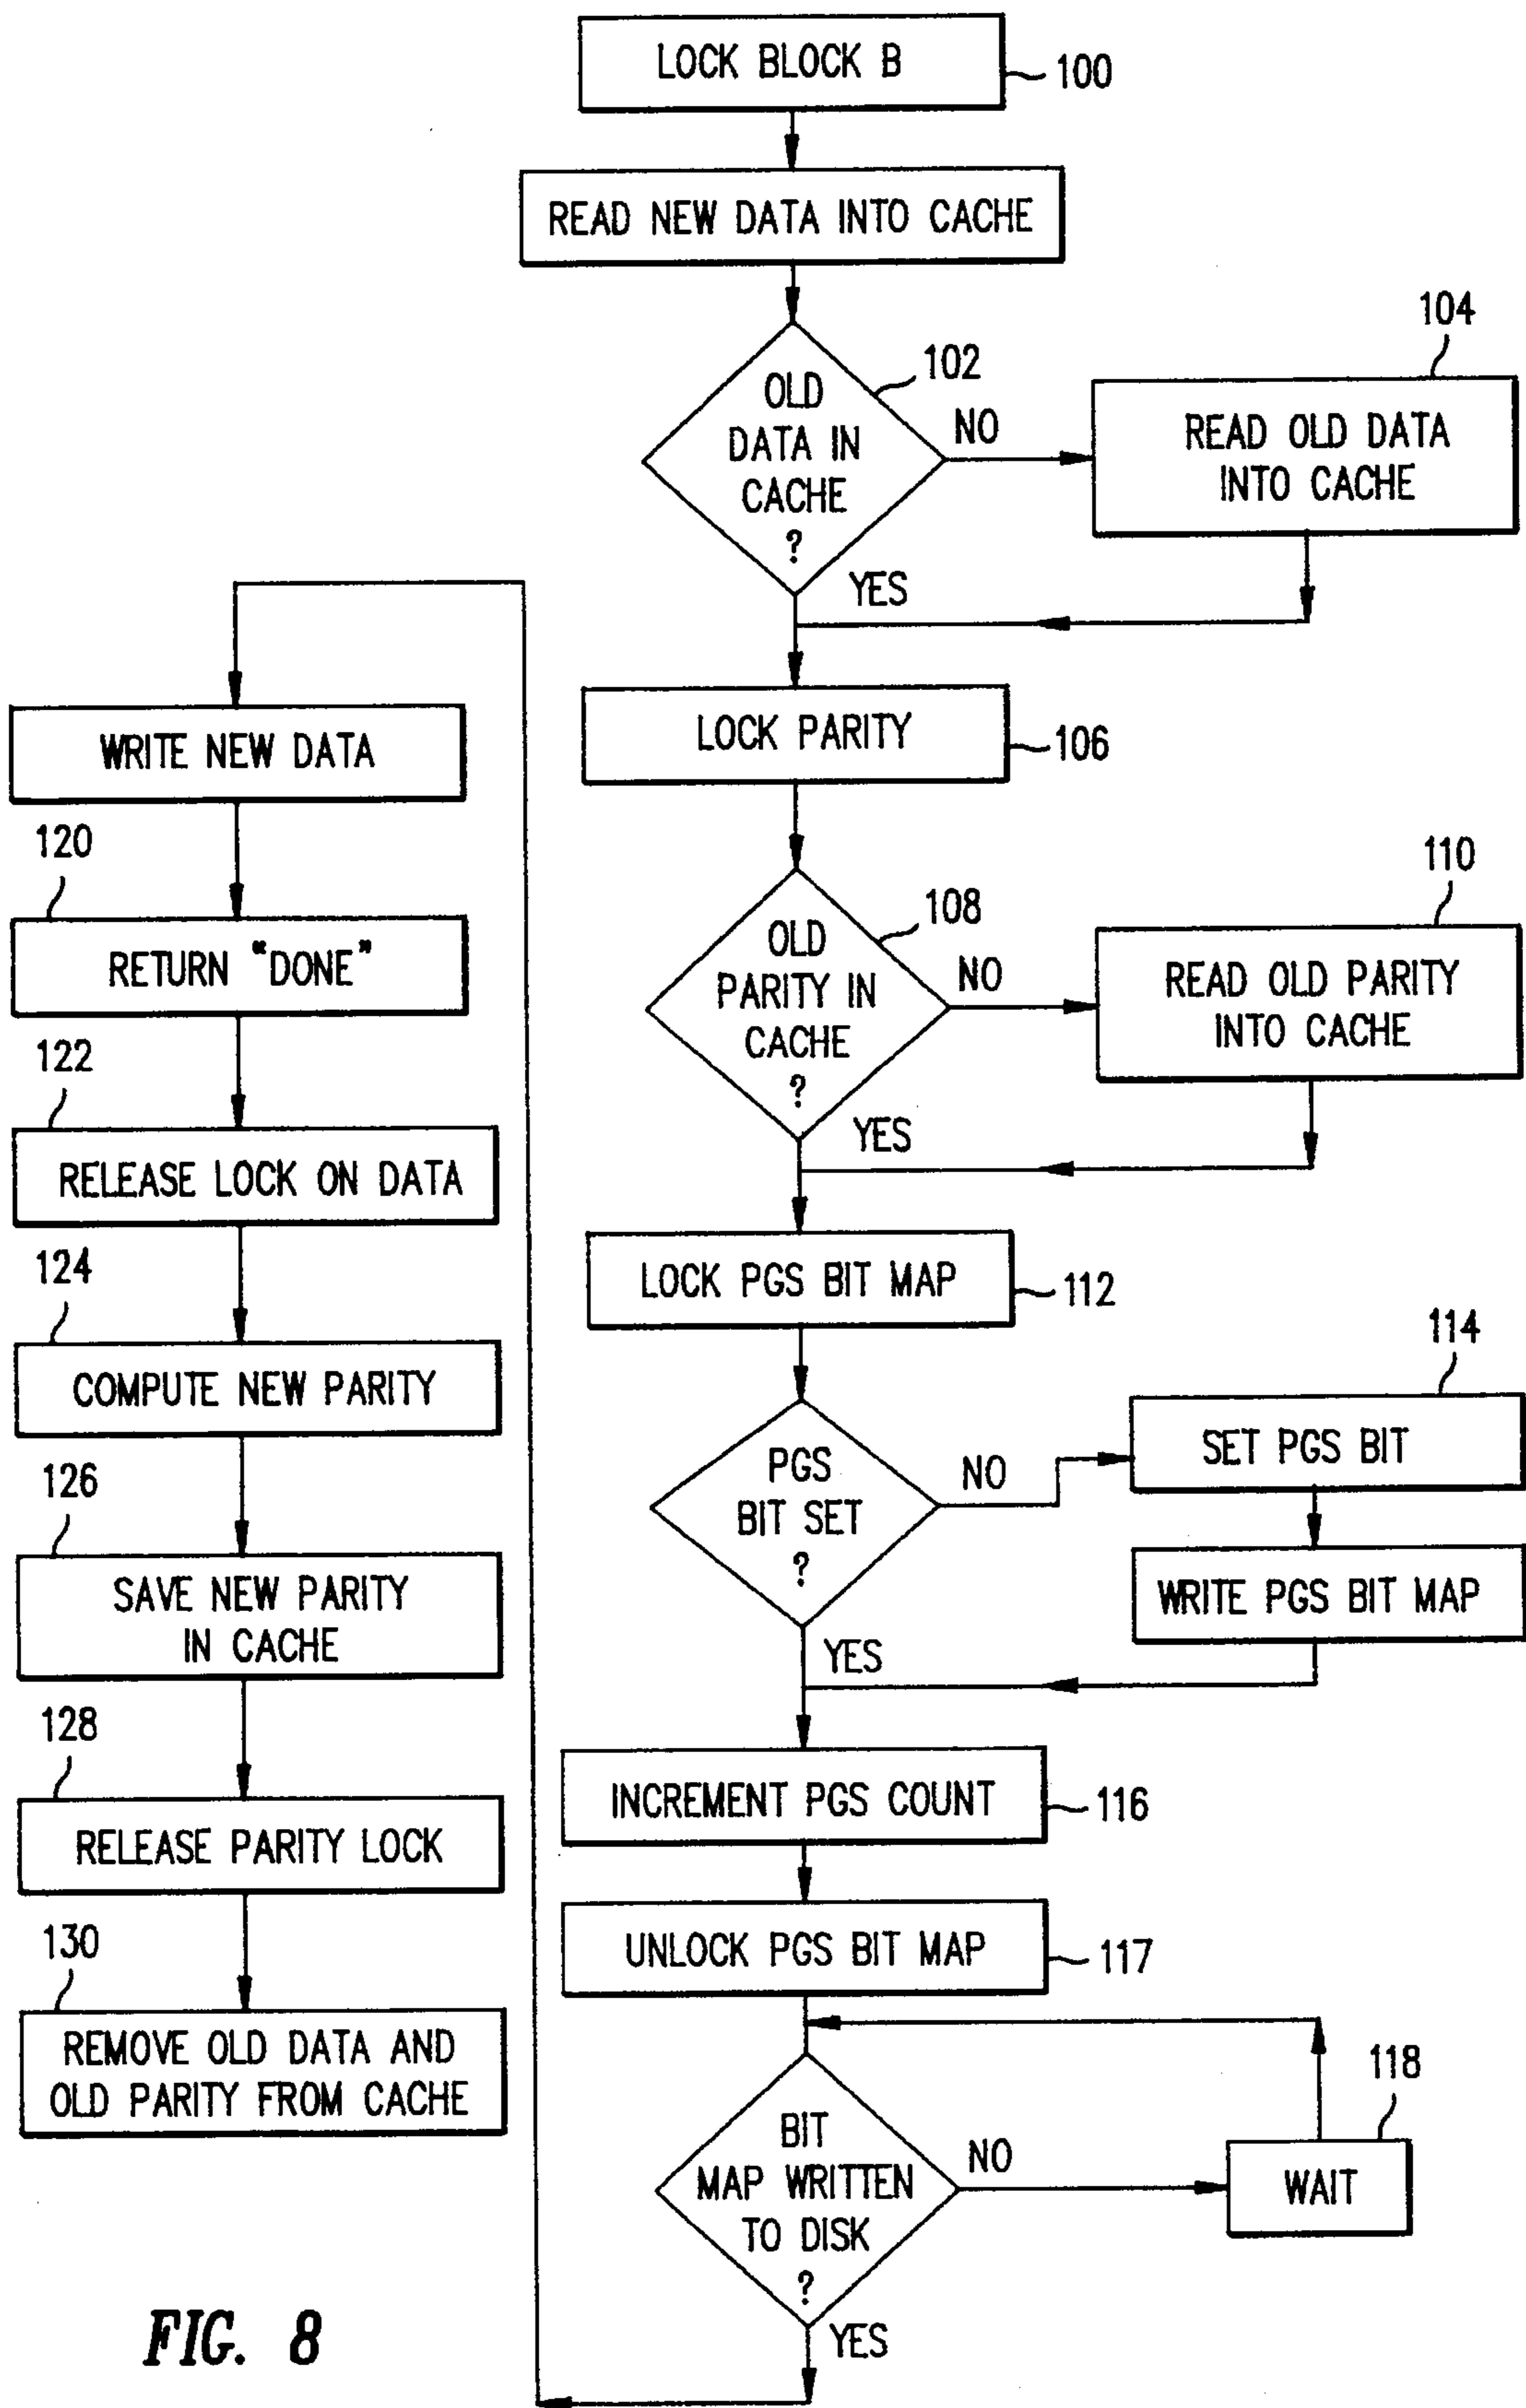 LOCK BLOCK B
100
READ NEW DATA INTO CACHE
102
OLD
DATA IN
CACHE
?
NO
YES
104
READ OLD DATA
INTO CACHE
LOCK PARITY
106
108
OLD
PARITY IN
CACHE
?
NO
YES
110
READ OLD PARITY
INTO CACHE
LOCK PGS BIT MAP
112
PGS
BIT SET
?
NO
YES
114
SET PGS BIT
WRITE PGS BIT MAP
INCREMENT PGS COUNT
116
UNLOCK PGS BIT MAP
117
BIT
MAP WRITTEN
TO DISK
?
NO
YES
118
WAIT
WRITE NEW DATA
120
RETURN "DONE"
122
RELEASE LOCK ON DATA
124
COMPUTE NEW PARITY
126
SAVE NEW PARITY
IN CACHE
128
RELEASE PARITY LOCK
130
REMOVE OLD DATA AND
OLD PARITY FROM CACHE
FIG. 8